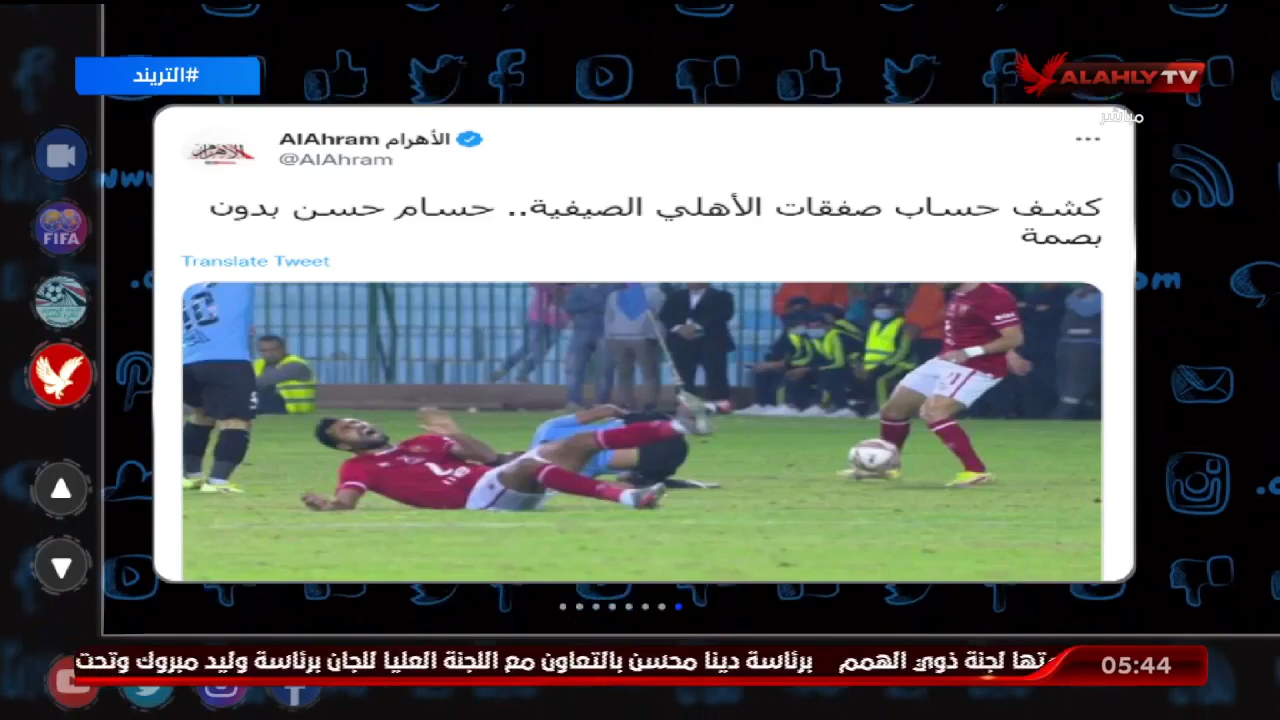 #التريند
ALAHLY TV
مباشر
AlAhram الأهرام
@AlAhram
كشف حساب صفقات الأهلي الصيفية.. حسام حسن بدون
بصمة
Translate Tweet
FIFA
لجنة ذوي الهمم برئاسة دينا محسن بالتعاون مع اللجنة العليا للجان برئاسة وليد مبروك وتحت
05:44